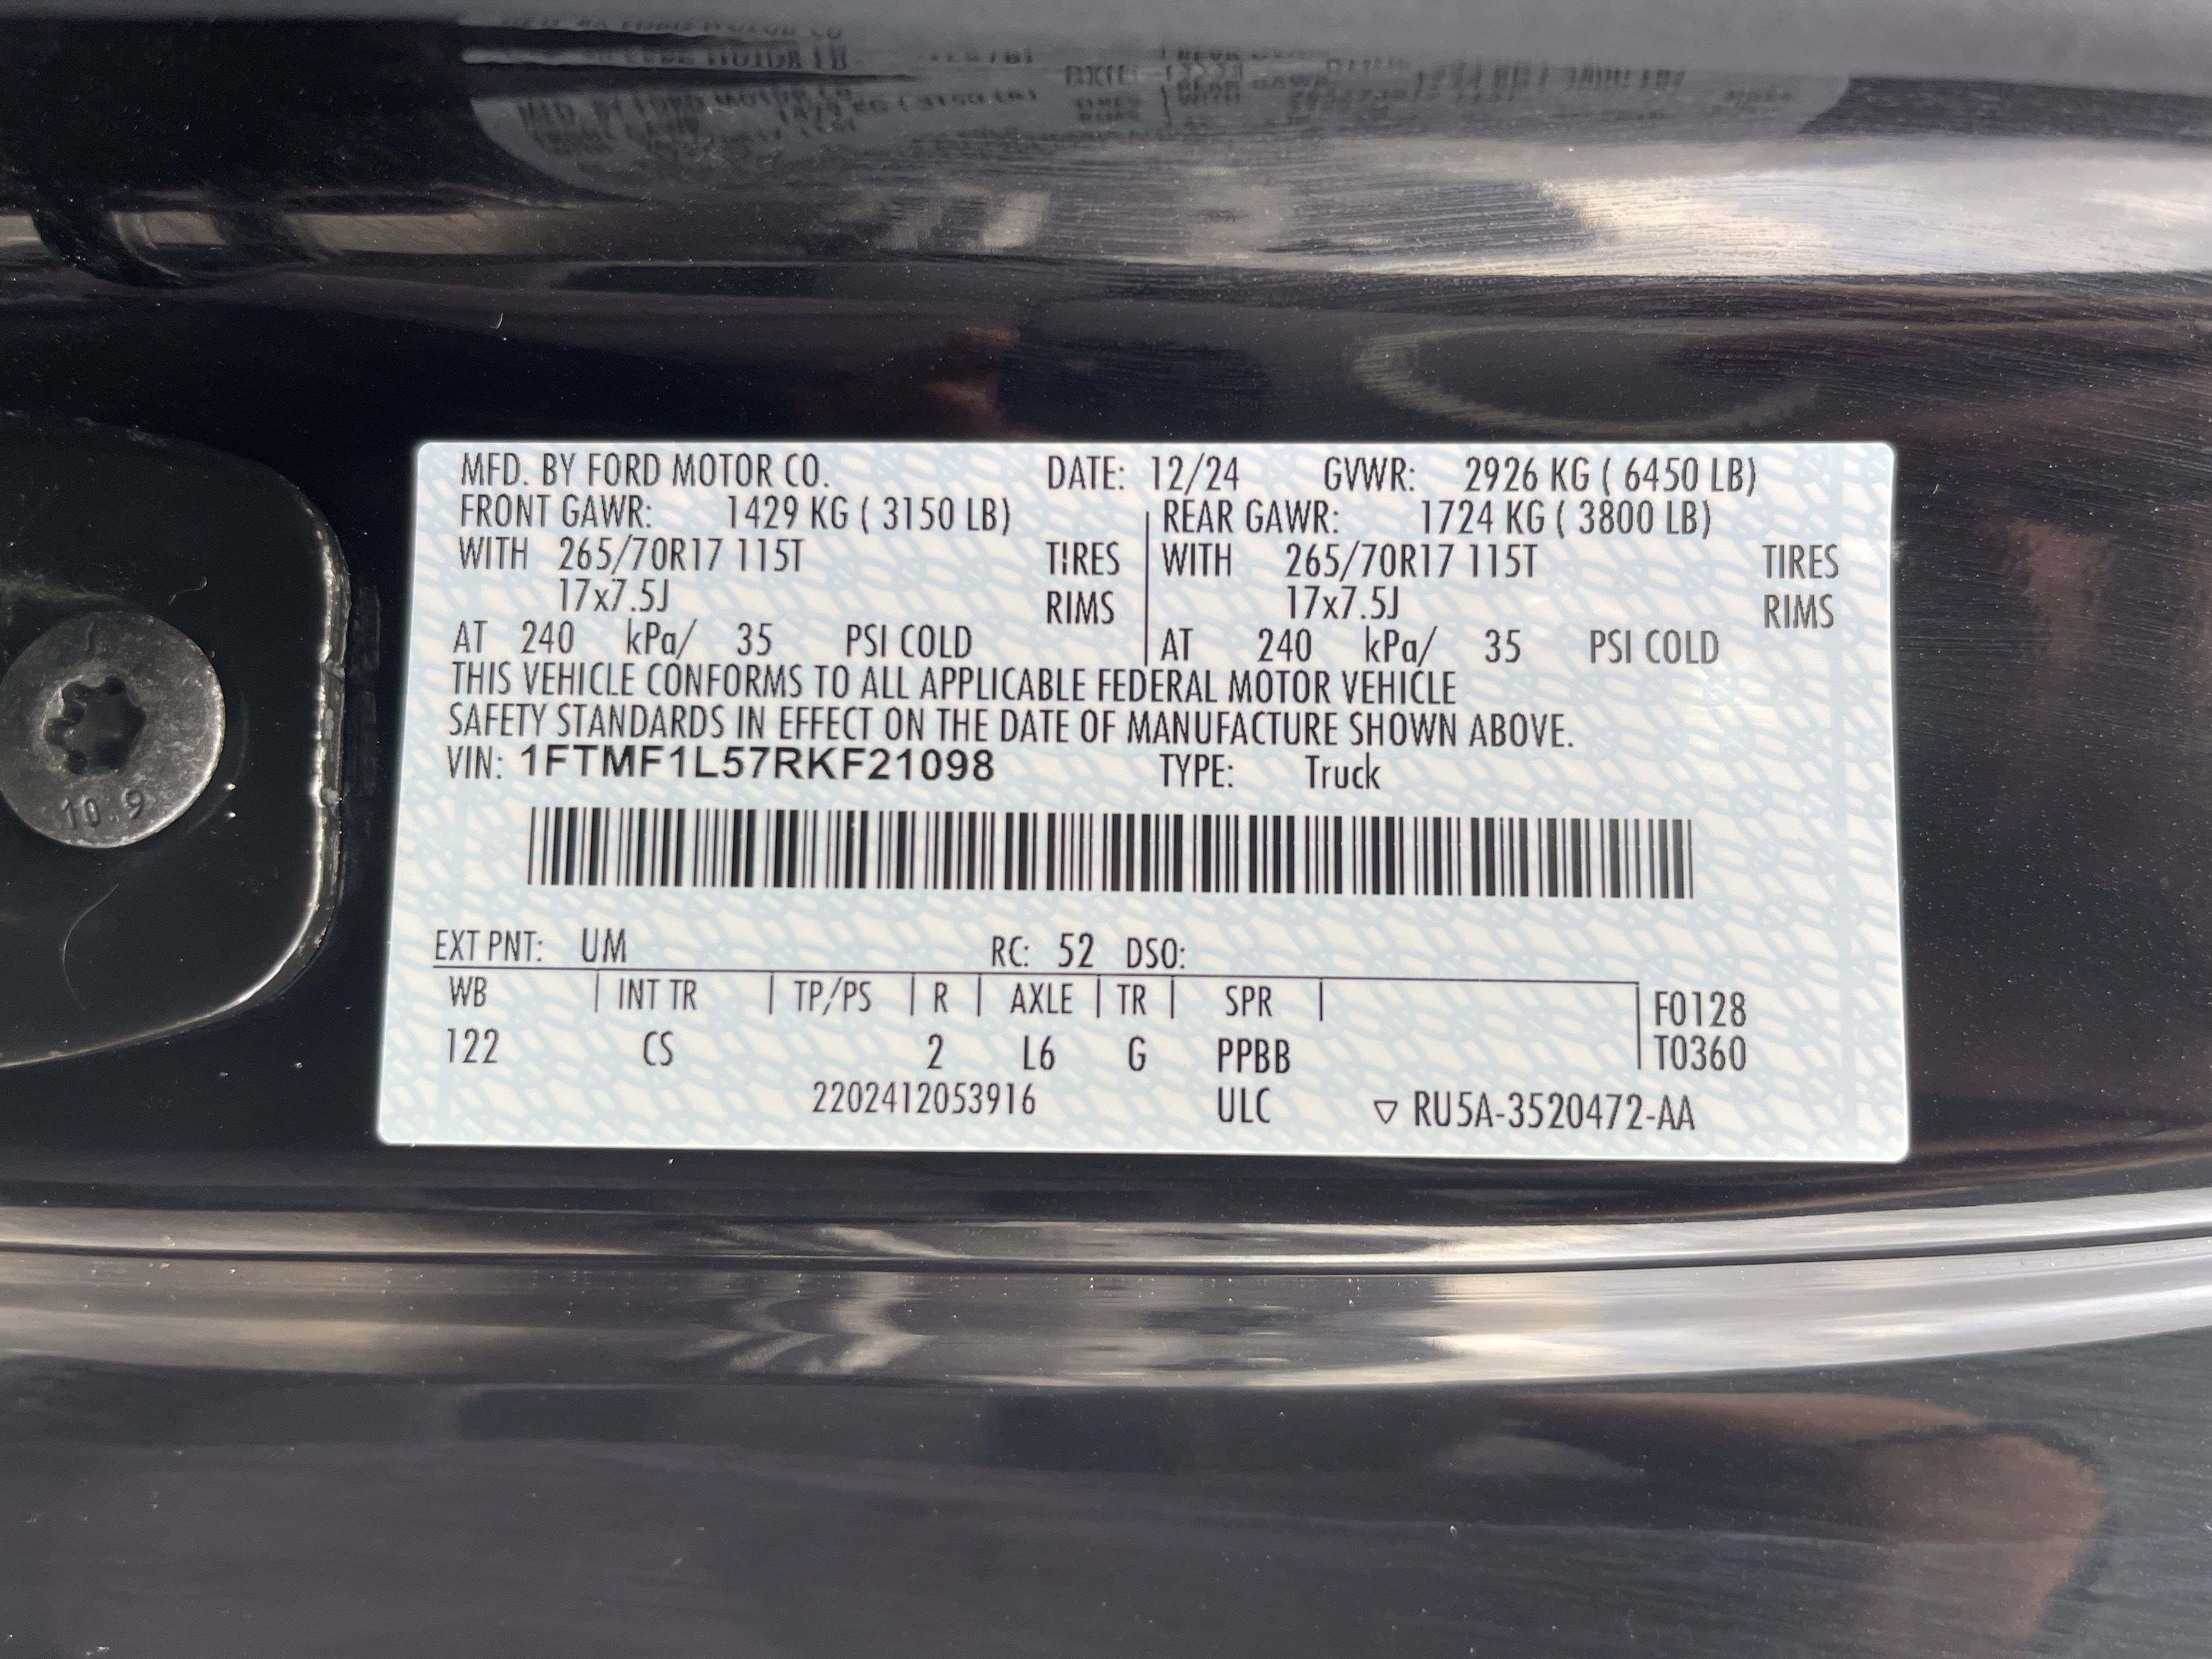 MFD. BY FORD MOTOR CO. DATE: 12/24 GVWR: 2926 KG ( 6450 LB)
FRONT GAWR: 1429 KG ( 3150 LB) REAR GAWR: 1724 KG ( 3800 LB)
WITH 265/70R17 115T TIRES WITH 265/70R17 115T TIRES
17x7.5J RIMS 17x7.5J RIMS
AT 240 kPa/ 35 PSI COLD AT 240 kPa/ 35 PSI COLD
THIS VEHICLE CONFORMS TO ALL APPLICABLE FEDERAL MOTOR VEHICLE
SAFETY STANDARDS IN EFFECT ON THE DATE OF MANUFACTURE SHOWN ABOVE.
VIN: 1FTMF1L57RKF21098 TYPE: Truck
10.9
EXT PNT: UM RC: 52 DSO:
WB INT TR TP/PS R AXLE TR SPR F0128
122 CS 2 L6 G PPBB T0360
2202412053916 ULC ▽ RU5A-3520472-AA